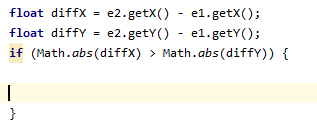 float diffX = e2.getX() - e1.getX();
float diffY = e2.getY() - e1.getY();
if (Math.abs(diffX) > Math.abs(diffY)) {
}